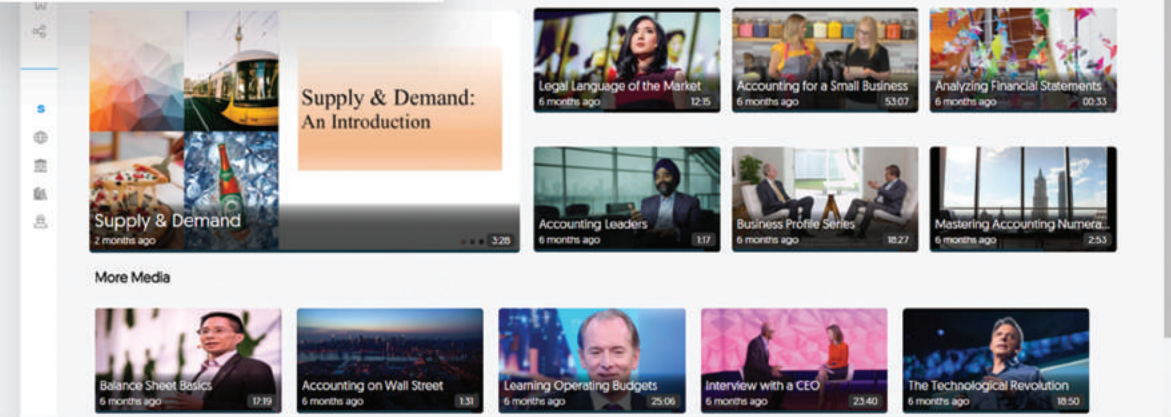 Supply & Demand:
An Introduction
Supply & Demand
2 months ago
3:28
Legal Language of the Market
6 months ago
12:15
Accounting for a Small Business
6 months ago
53:07
Analyzing Financial Statements
6 months ago
00:33
Accounting Leaders
6 months ago
1:17
Business Profile Series
6 months ago
18:27
Mastering Accounting Numera...
6 months ago
2:53
More Media
Balance Sheet Basics
6 months ago
17:19
Accounting on Wall Street
6 months ago
1:31
Learning Operating Budgets
6 months ago
25:06
Interview with a CEO
6 months ago
23:40
The Technological Revolution
6 months ago
18:50
S